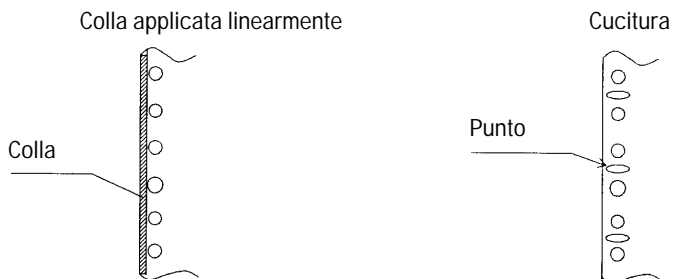 Colla applicata linearmente
Cucitura
Colla
Punto